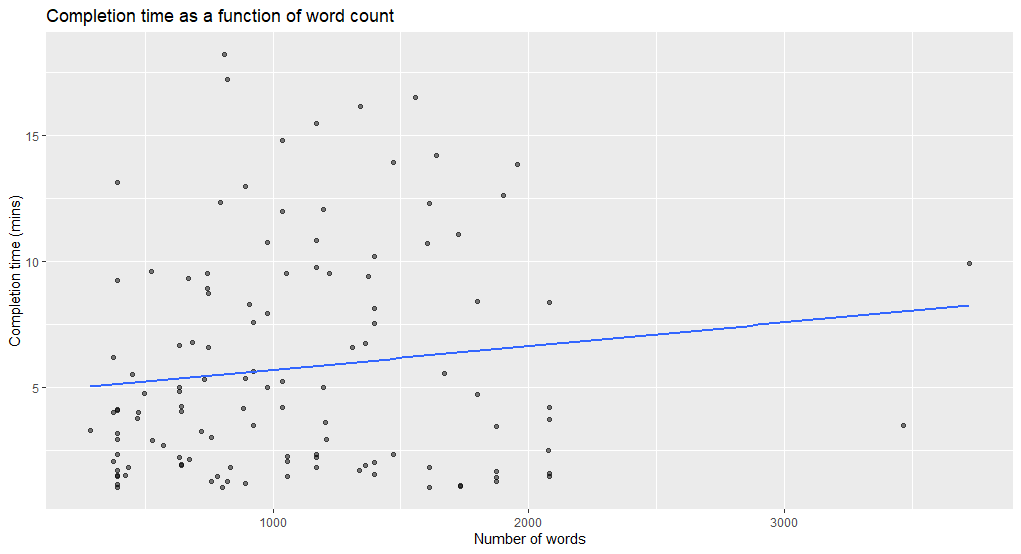 Completion time as a function of word count
Completion time (mins)
15
10
5
1000
2000
3000
Number of words